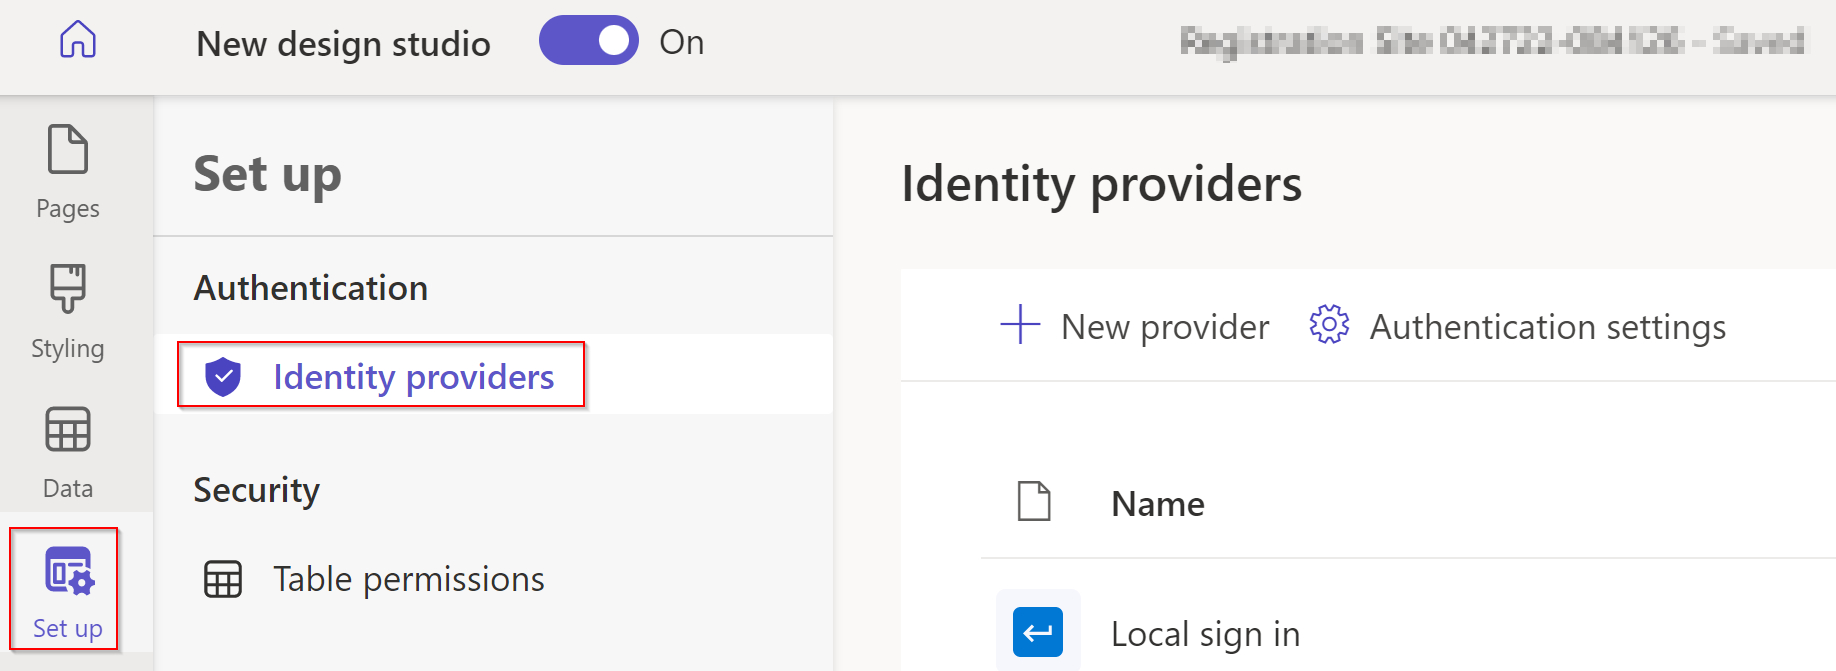 New design studio
On
Pages
Styling
Data
Set up
Set up
Authentication
Identity providers
Security
Table permissions
Identity providers
New provider
Authentication settings
Name
Local sign in